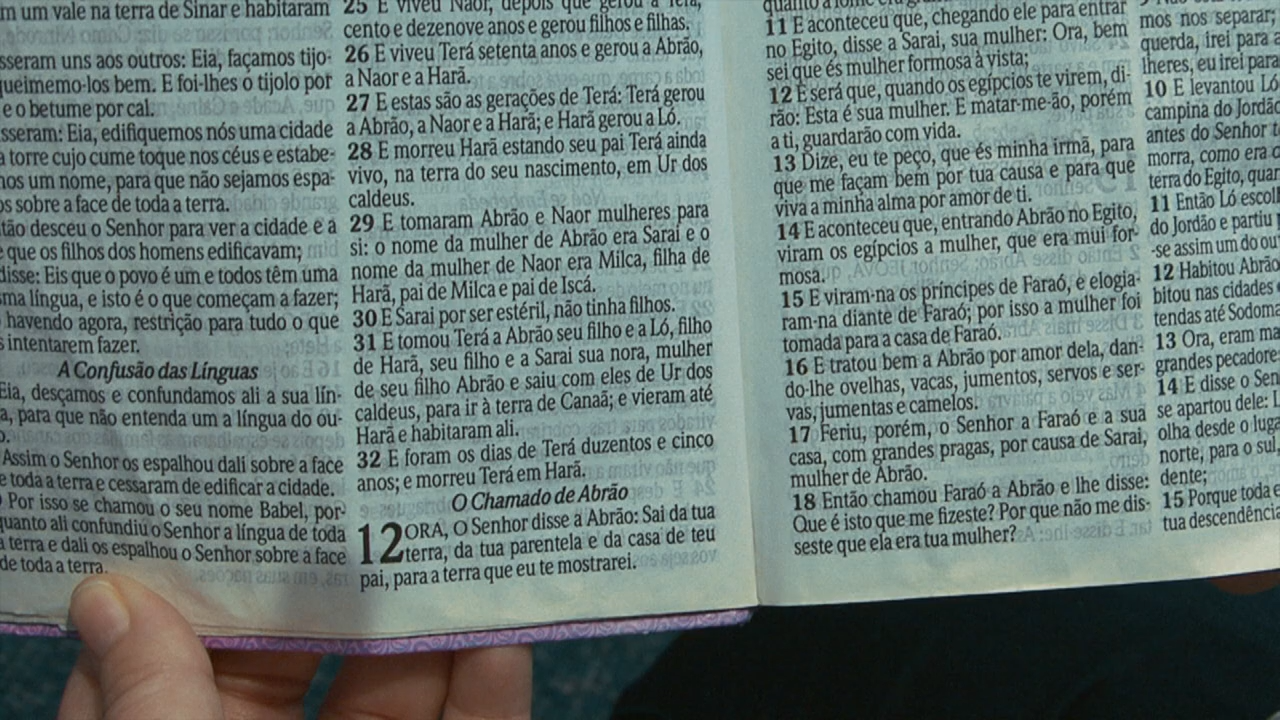 m um vale na terra de Sinar e habitaram
sseram uns aos outros: Eia, façamos tijo-
queimemo-los bem. E foi-lhes o tijolo por
e o betume por cal.
sseram: Eia, edifiquemos nós uma cidade
a torre cujo cume toque nos céus e estabe-
nos um nome, para que não sejamos espa-
os sobre a face de toda a terra.
tão desceu o Senhor para ver a cidade e a
que os filhos dos homens edificavam;
disse: Eis que o povo é um e todos têm uma
ma língua, e isto é o que começam a fazer;
havendo agora, restrição para tudo o que
s intentarem fazer.
A Confusão das Línguas
Eia, desçamos e confundamos ali a sua lín-
a, para que não entenda um a língua do ou-
o.
Assim o Senhor os espalhou dali sobre a face
e toda a terra e cessaram de edificar a cidade.
Por isso se chamou o seu nome Babel, por-
quanto ali confundiu o Senhor a língua de toda
a terra e dali os espalhou o Senhor sobre a face
de toda a terra.
25 E viveu Naor, depois que gerou a Tera,
cento e dezenove anos e gerou filhos e filhas.
26 E viveu Terá setenta anos e gerou a Abrão,
a Naor e a Harã.
27 E estas são as gerações de Terá: Terá gerou
a Abrão, a Naor e a Harã; e Harã gerou a Ló.
28 E morreu Harã estando seu pai Terá ainda
vivo, na terra do seu nascimento, em Ur dos
caldeus.
29 E tomaram Abrão e Naor mulheres para
si: o nome da mulher de Abrão era Sarai e o
nome da mulher de Naor era Milca, filha de
Harã, pai de Milca e pai de Iscá.
30 E Sarai por ser estéril, não tinha filhos.
31 E tomou Terá a Abrão seu filho e a Ló, filho
de Harã, seu filho e a Sarai sua nora, mulher
de seu filho Abrão e saiu com eles de Ur dos
caldeus, para ir à terra de Canaã; e vieram até
Harã e habitaram ali.
32 E foram os dias de Terá duzentos e cinco
anos; e morreu Terá em Harã.
O Chamado de Abrão
12 ORA, O Senhor disse a Abrão: Sai da tua
terra, da tua parentela e da casa de teu
pai, para a terra que eu te mostrarei.
11 E aconteceu que, chegando ele para entrar
no Egito, disse a Sarai, sua mulher: Ora, bem
sei que és mulher formosa à vista;
12 E será que, quando os egípcios te virem, di-
rão: Esta é sua mulher. E matar-me-ão, porém
a ti, guardarão com vida.
13 Dize, eu te peço, que és minha irmã, para
que me façam bem por tua causa e para que
viva a minha alma por amor de ti.
14 E aconteceu que, entrando Abrão no Egito,
viram os egípcios a mulher, que era mui for-
mosa.
15 E viram-na os príncipes de Faraó, e elogia-
ram-na diante de Faraó; por isso a mulher foi
tomada para a casa de Faraó.
16 E tratou bem a Abrão por amor dela, dan-
do-lhe ovelhas, vacas, jumentos, servos e ser-
vas, jumentas e camelos.
17 Feriu, porém, o Senhor a Faraó e a sua
casa, com grandes pragas, por causa de Sarai,
mulher de Abrão.
18 Então chamou Faraó a Abrão e lhe disse:
Que é isto que me fizeste? Por que não me dis-
seste que ela era tua mulher?
mos nos separar;
querda, irei para a
lheres, eu irei para
10 E levantou Ló
campina do Jordão
antes do Senhor
morra, como era
terra do Egito, quan
11 Então Ló escol
do Jordão e partiu
-se assim um do ou
12 Habitou Abrão
bitou nas cidades
tendas até Sodoma
13 Ora, eram ma
grandes pecadore
14 E disse o Sen
se apartou dele:
olha desde o luga
norte, para o sul,
dente;
15 Porque toda e
tua descendência